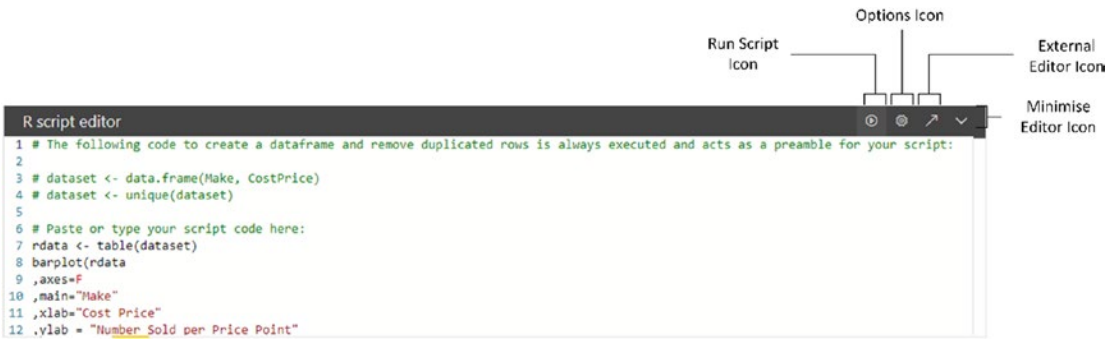 Options Icon
Run Script
Icon
External
Editor Icon
Minimise
Editor Icon
R script editor
1 # The following code to create a dataframe and remove duplicated rows is always executed and acts as a preamble for your script:
2
3 # dataset <- data.frame(Make, CostPrice)
4 # dataset <- unique(dataset)
5
6 # Paste or type your script code here:
7 rdata <- table(dataset)
8 barplot(rdata
9 ,axes=F
10 ,main="Make"
11 ,xlab="Cost Price"
12 ,ylab = "Number Sold per Price Point"